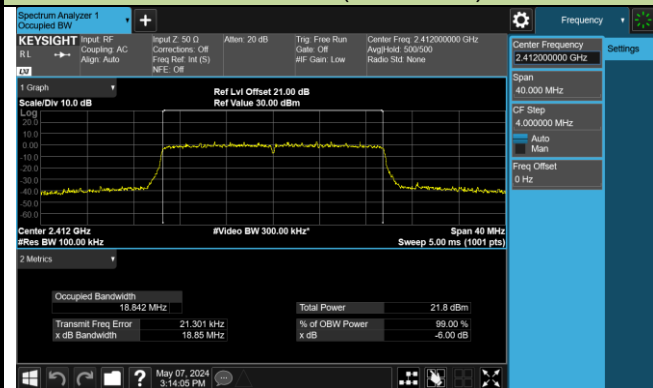 Spectrum Analyzer 1
Occupied BW
Frequency
KEYSIGHT Input: RF Input Z: 50 Ω Atten: 20 dB Trig: Free Run Center Freq: 2.412000000 GHz
R L Coupling: AC Corrections: Off Gate: Off Avg|Hold: 500/500
Align: Auto Freq Ref: Int (S) #IF Gain: Low Radio Std: None
NFE: Off
Center Frequency
2.412000000 GHz
Settings
Span
40.000 MHz
CF Step
4.000000 MHz
Auto
Man
Freq Offset
0 Hz
1 Graph
Ref Lvl Offset 21.00 dB
Scale/Div 10.0 dB Ref Value 30.00 dBm
Log
20.0
10.0
0.00
-10.0
-20.0
-30.0
-40.0
-50.0
-60.0
Center 2.412 GHz #Video BW 300.00 kHz* Span 40 MHz
#Res BW 100.00 kHz Sweep 5.00 ms (1001 pts)
2 Metrics
Occupied Bandwidth
18.842 MHz Total Power 21.8 dBm
Transmit Freq Error 21.301 kHz % of OBW Power 99.00 %
x dB Bandwidth 18.85 MHz x dB -6.00 dB
May 07, 2024
3:14:05 PM